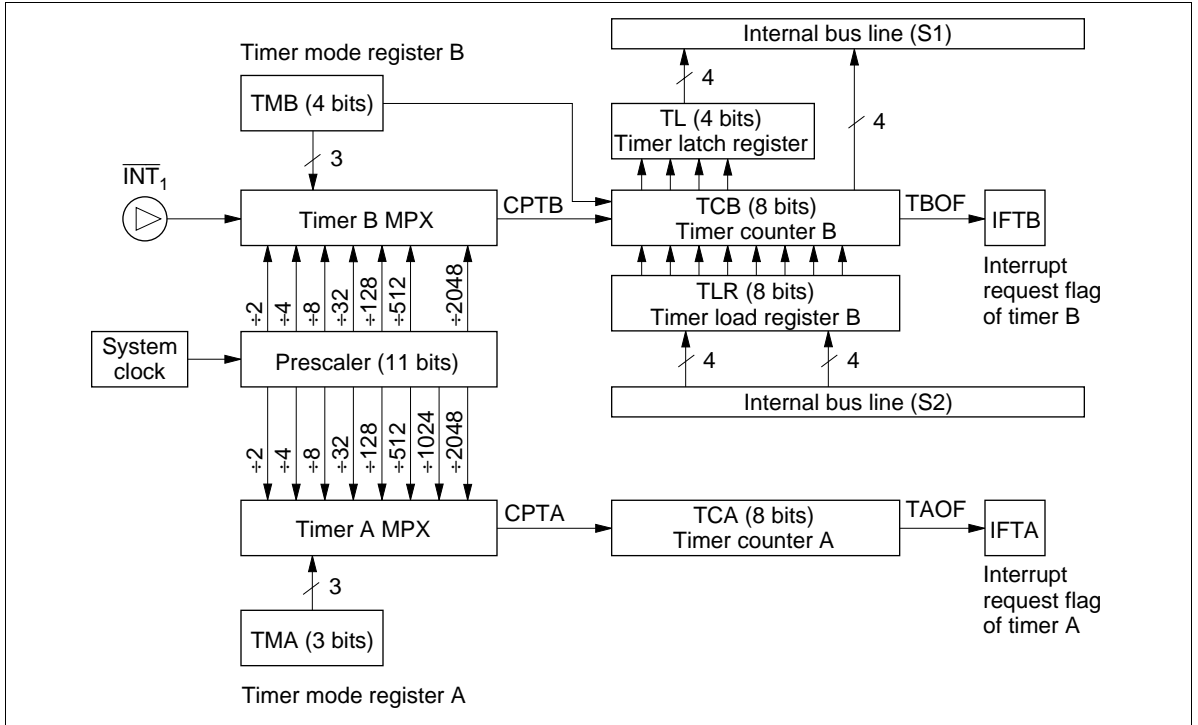 Internal bus line (S1)
Timer mode register B
4
TMB (4 bits)
TL (4 bits)
Timer latch register
4
3
INT1
Timer B MPX
CPTB
TCB (8 bits)
Timer counter B
TBOF
IFTB
÷2
÷4
÷8
÷32
÷128
÷512
÷2048
TLR (8 bits)
Timer load register B
Interrupt
request flag
of timer B
System
clock
Prescaler (11 bits)
4
4
Internal bus line (S2)
÷2
÷4
÷8
÷32
÷128
÷512
÷1024
÷2048
Timer A MPX
CPTA
TCA (8 bits)
Timer counter A
TAOF
IFTA
3
Interrupt
request flag
of timer A
TMA (3 bits)
Timer mode register A